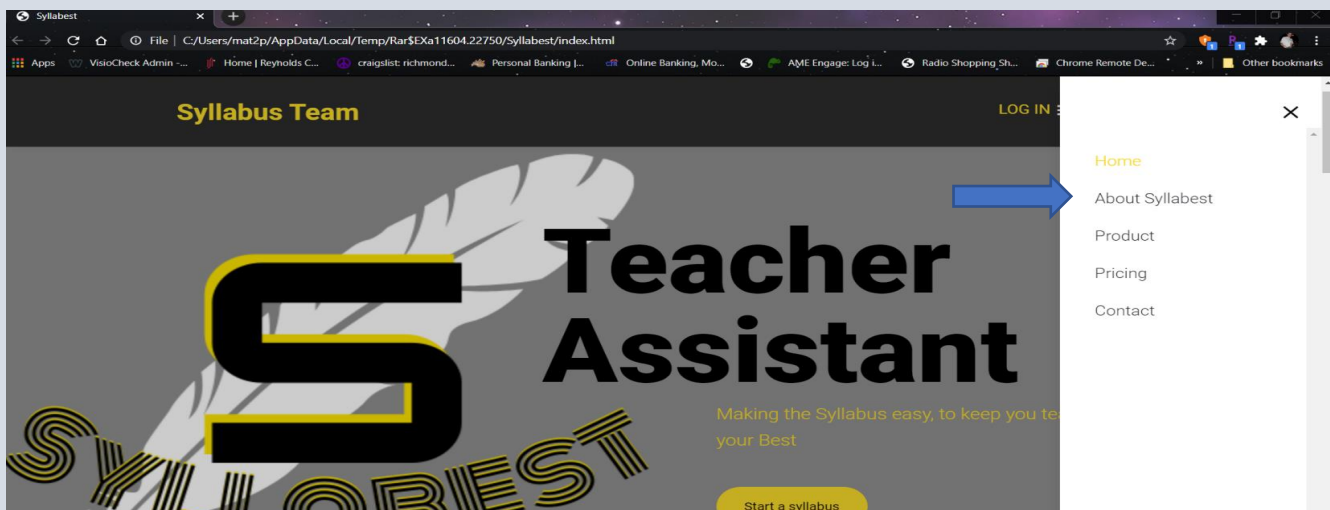 Syllabest
File | C:/Users/mat2p/AppData/Local/Temp/Rar$EXa11604.22750/Syllabest/index.html
Apps VisioCheck Admin -... Home | Reynolds C... craigslist: richmond... Personal Banking |... Online Banking, Mo... AME Engage: Log i... Radio Shopping Sh... Chrome Remote De... » Other bookmarks
Syllabus Team
LOG IN
Home
About Syllabest
Product
Pricing
Contact
Teacher
Assistant
Making the Syllabus easy, to keep you te
your Best
Start a syllabus
S
SYLLOBEST